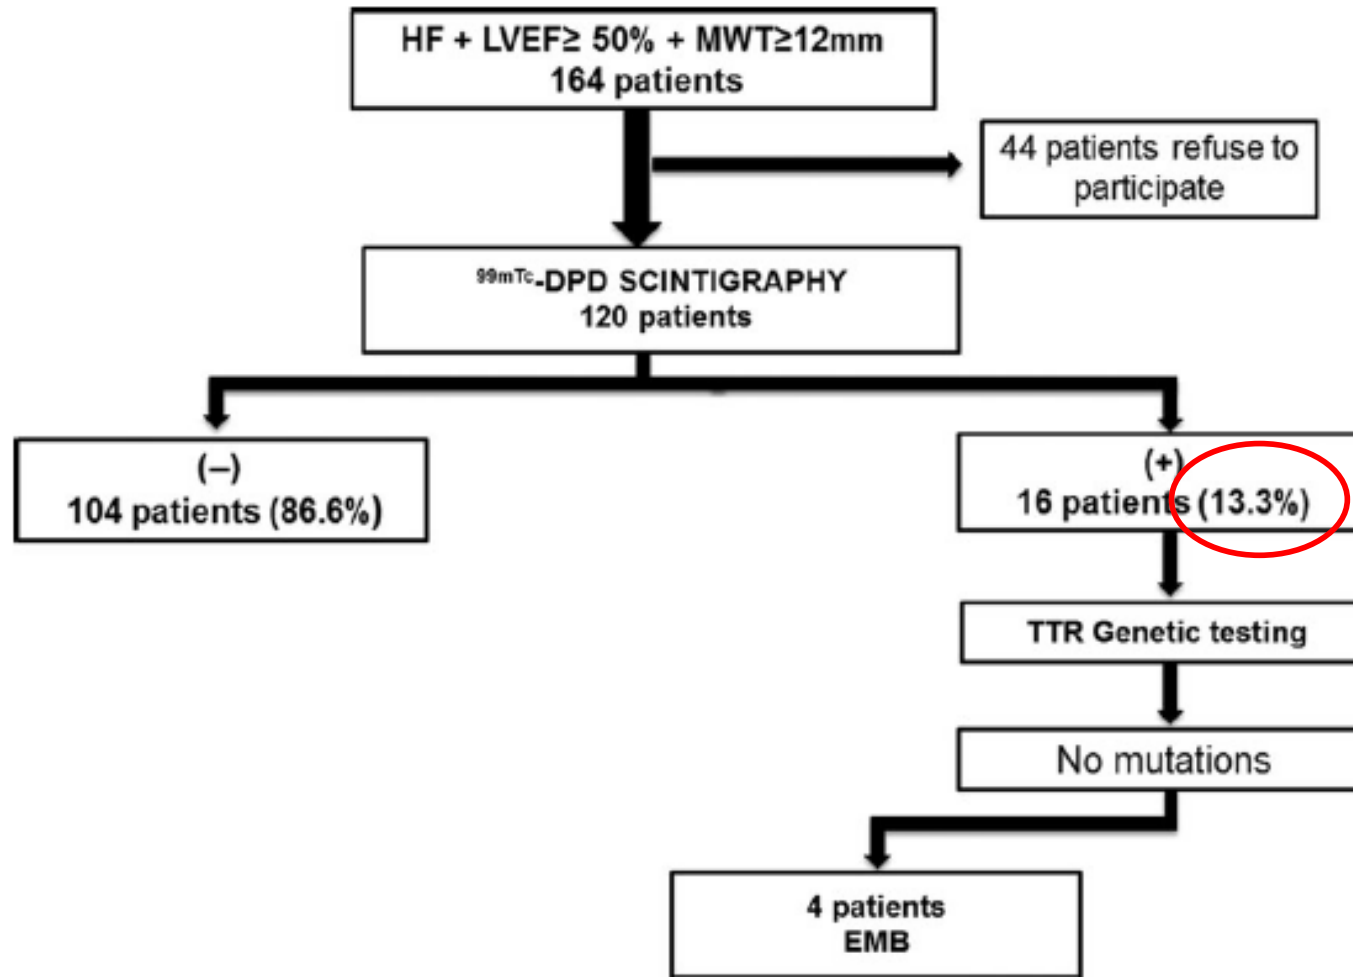 HF + LVEF≥ 50% + MWT≥12mm
164 patients
44 patients refuse to
participate
99mTc-DPD SCINTIGRAPHY
120 patients
(–)
104 patients (86.6%)
(+)
16 patients (13.3%)
TTR Genetic testing
No mutations
4 patients
EMB